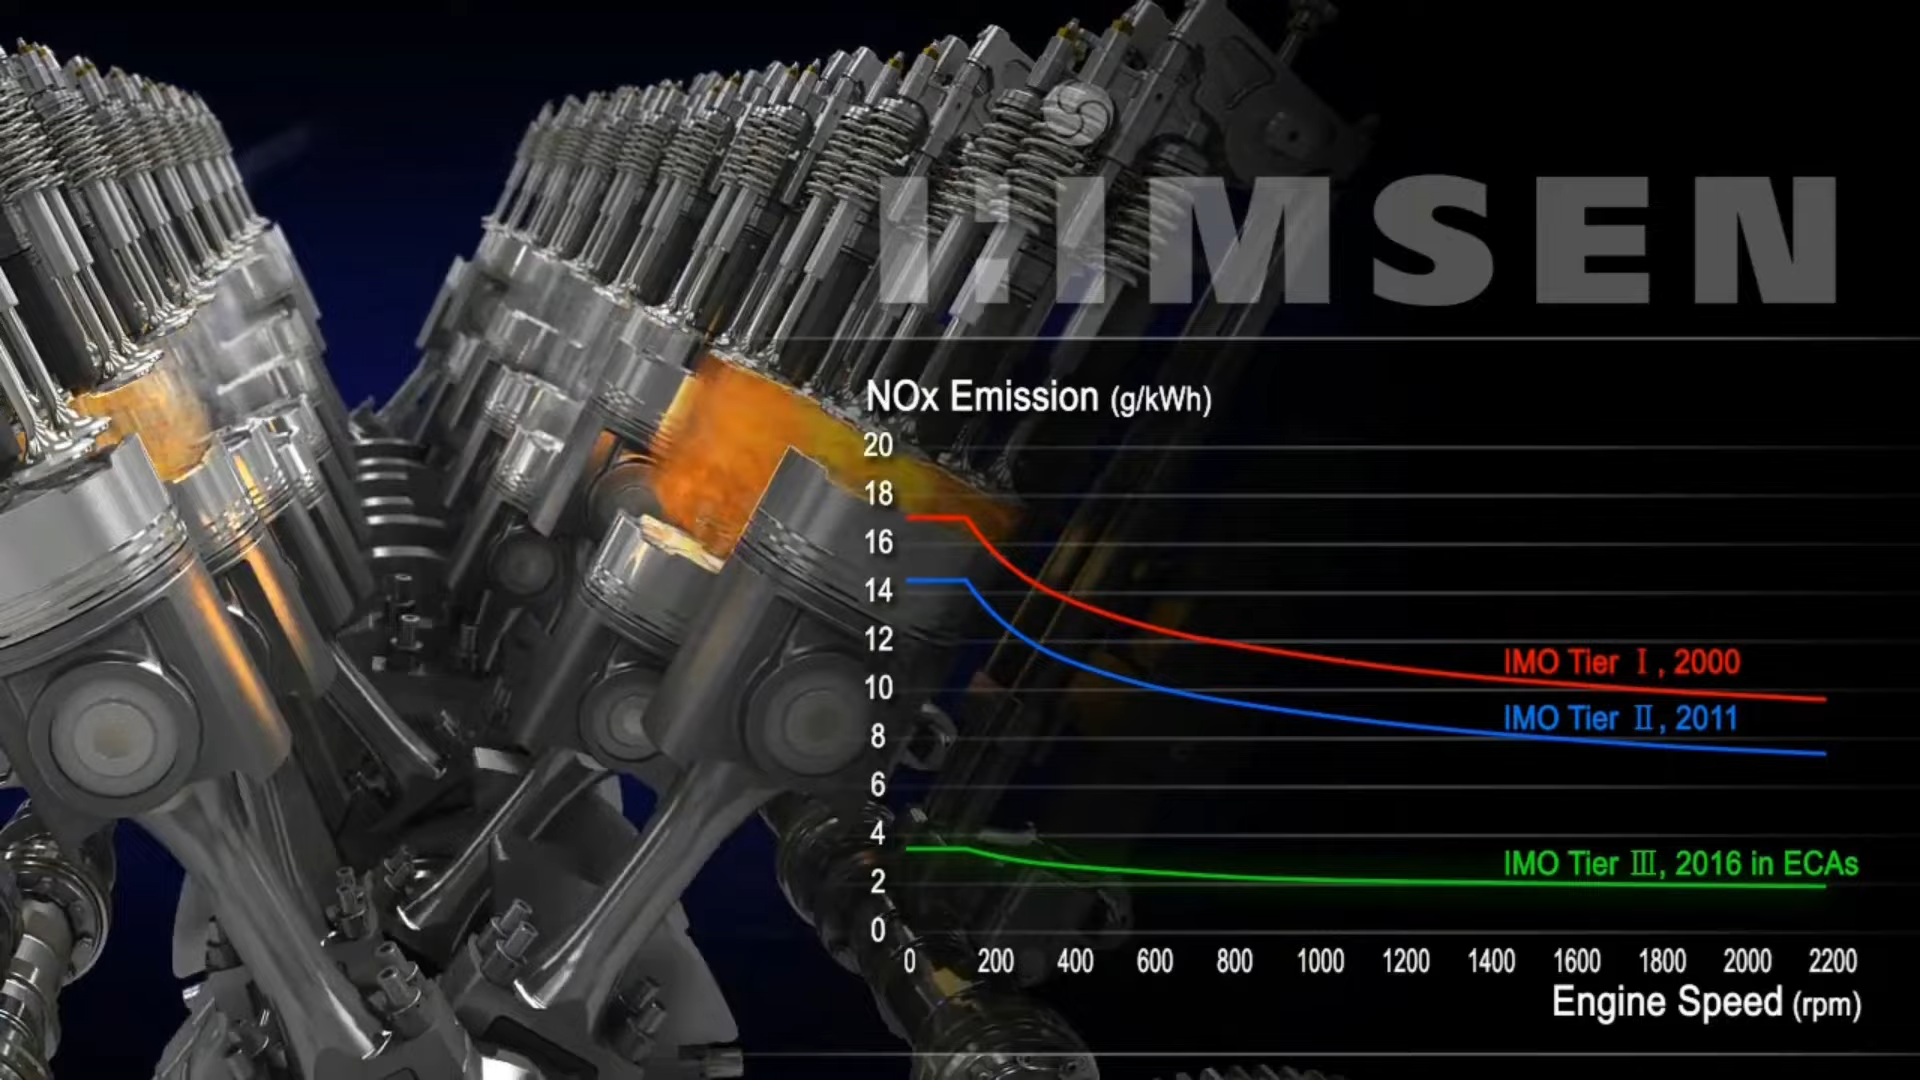 HIMSEN
NOx Emission (g/kWh)
20
18
16
14
12
10
8
6
4
2
0
IMO Tier Ⅰ, 2000
IMO Tier Ⅱ, 2011
IMO Tier Ⅲ, 2016 in ECAs
0 200 400 600 800 1000 1200 1400 1600 1800 2000 2200
Engine Speed (rpm)